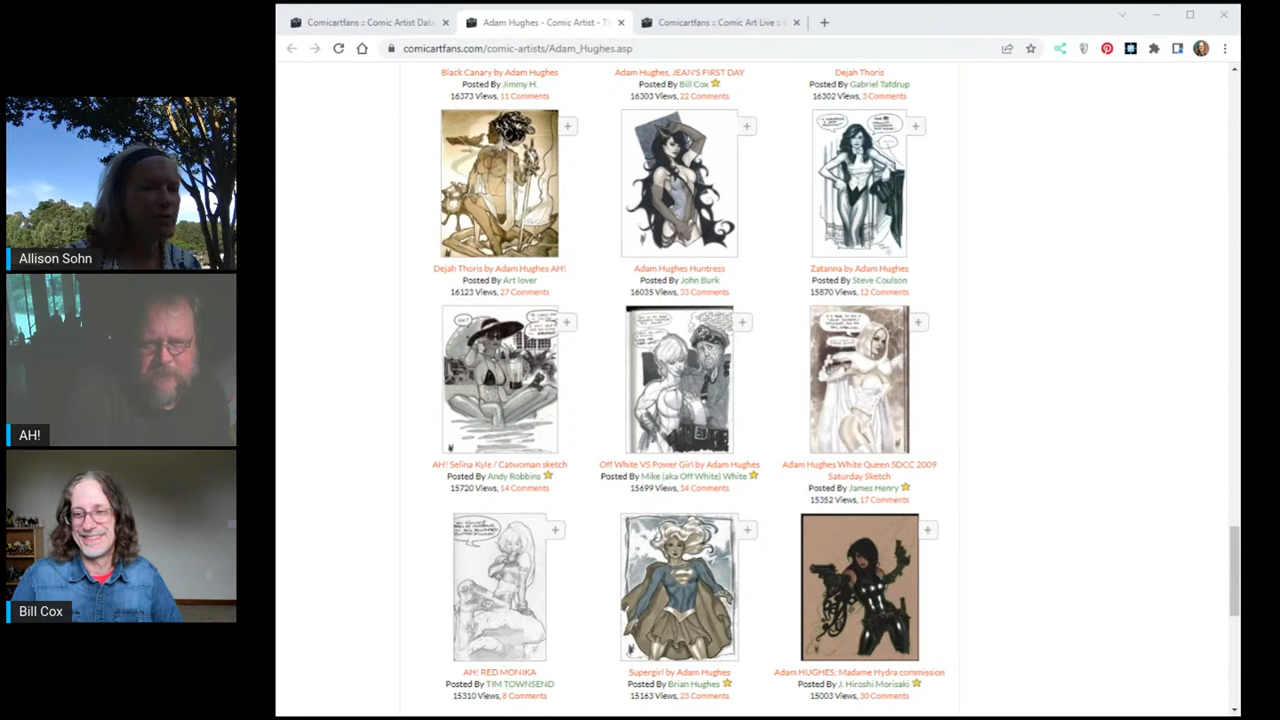 Comicartfans :: Comic Artist Data
Adam Hughes - Comic Artist - Th
Comicartfans :: Comic Art Live ::
comicartfans.com/comic-artists/Adam_Hughes.asp
Black Canary by Adam Hughes
Posted By Jimmy H.
16373 Views, 11 Comments
Adam Hughes, JEAN'S FIRST DAY
Posted By Bill Cox
16303 Views, 22 Comments
Dejah Thoris
Posted By Gabriel Tafdrup
16302 Views, 3 Comments
Dejah Thoris by Adam Hughes AH!
Posted By Art lover
16123 Views, 27 Comments
Adam Hughes Huntress
Posted By John Burk
16035 Views, 33 Comments
Zatanna by Adam Hughes
Posted By Steve Coulson
15870 Views, 12 Comments
AH! Selina Kyle / Catwoman sketch
Posted By Andy Robbins
15720 Views, 14 Comments
Off White VS Power Girl by Adam Hughes
Posted By Mike (aka Off White) White
15699 Views, 14 Comments
Adam Hughes White Queen SDCC 2009
Saturday Sketch
Posted By James Henry
15352 Views, 17 Comments
AH! RED MONIKA
Posted By TIM TOWNSEND
15310 Views, 8 Comments
Supergirl by Adam Hughes
Posted By Brian Hughes
15163 Views, 23 Comments
Adam HUGHES; Madame Hydra commission
Posted By J. Hiroshi Morisaki
15003 Views, 30 Comments
Allison Sohn
AH!
Bill Cox